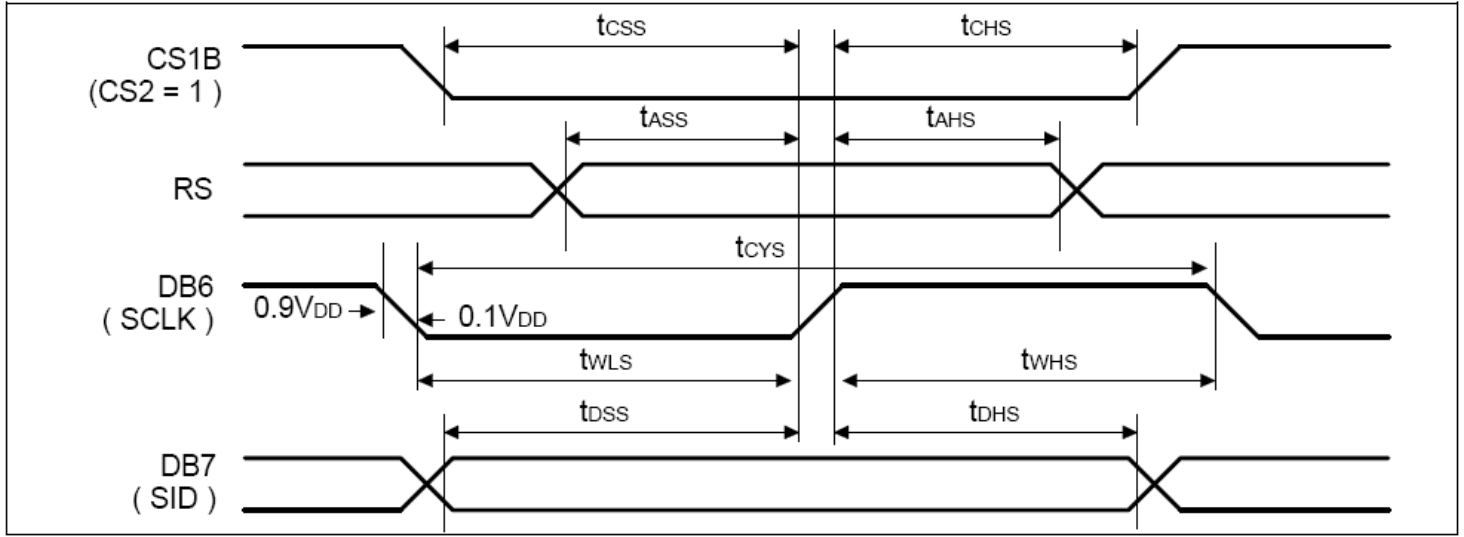 tCSS
tCHS
CS1B
(CS2 = 1 )
tASS
tAHS
RS
tCYS
DB6
( SCLK )
0.9VDD
0.1VDD
tWLS
tWHS
tDSS
tDHS
DB7
( SID )